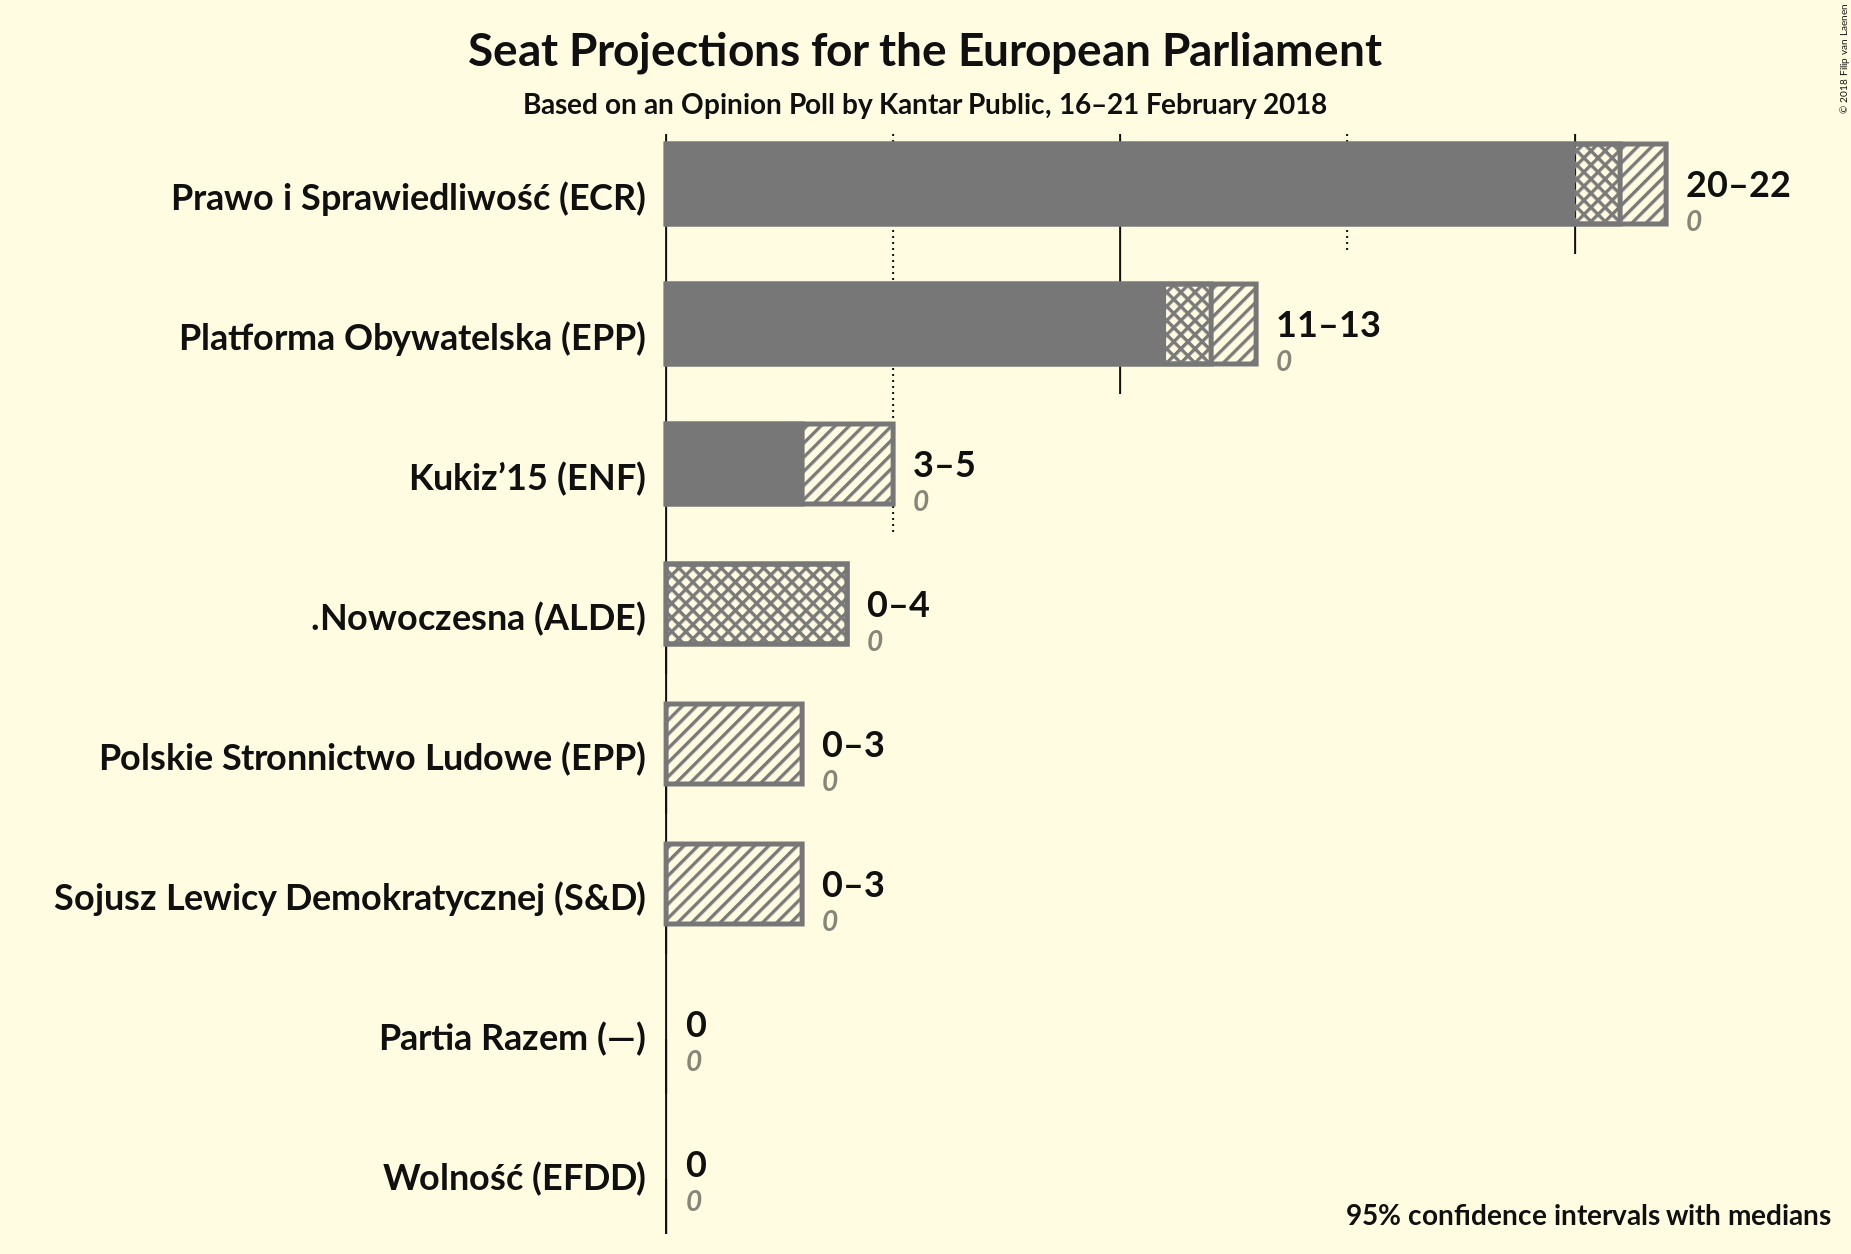 Seat Projections for the European Parliament
Based on an Opinion Poll by Kantar Public, 16–21 February 2018
© 2018 Filip van Laenen
Prawo i Sprawiedliwość (ECR)
20–22
0
Platforma Obywatelska (EPP)
11–13
0
Kukiz’15 (ENF)
3–5
0
.Nowoczesna (ALDE)
0–4
0
Polskie Stronnictwo Ludowe (EPP)
0–3
0
Sojusz Lewicy Demokratycznej (S&D)
0–3
0
Partia Razem (—)
0
0
Wolność (EFDD)
0
0
95% confidence intervals with medians